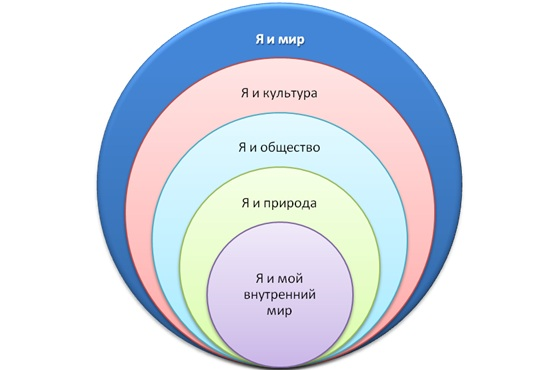 Я и мир
Я и культура
Я и общество
Я и природа
Я и мой
внутренний
мир